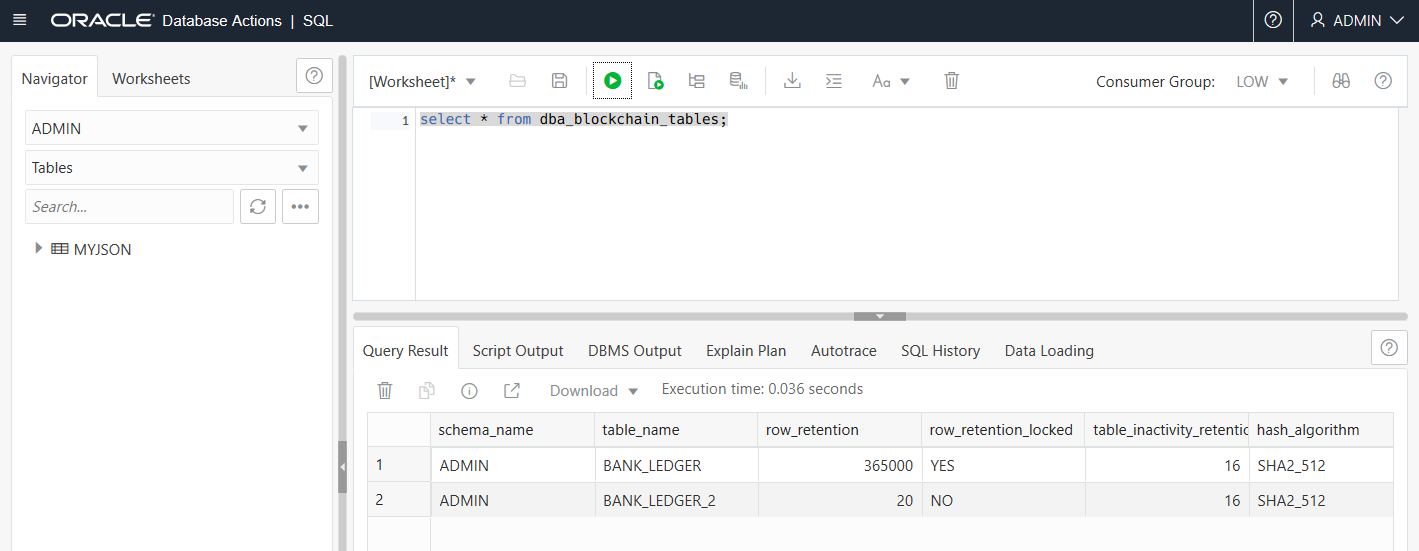 ORACLE Database Actions | SQL
ADMIN
Navigator Worksheets
ADMIN
Tables
Search...
MYJSON
[Worksheet]* Aa Consumer Group: LOW
1 select * from dba_blockchain_tables;
Query Result Script Output DBMS Output Explain Plan Autotrace SQL History Data Loading
Download Execution time: 0.036 seconds
schema_name table_name row_retention row_retention_locked table_inactivity_retentic hash_algorithm
1 ADMIN BANK_LEDGER 365000 YES 16 SHA2_512
2 ADMIN BANK_LEDGER_2 20 NO 16 SHA2_512